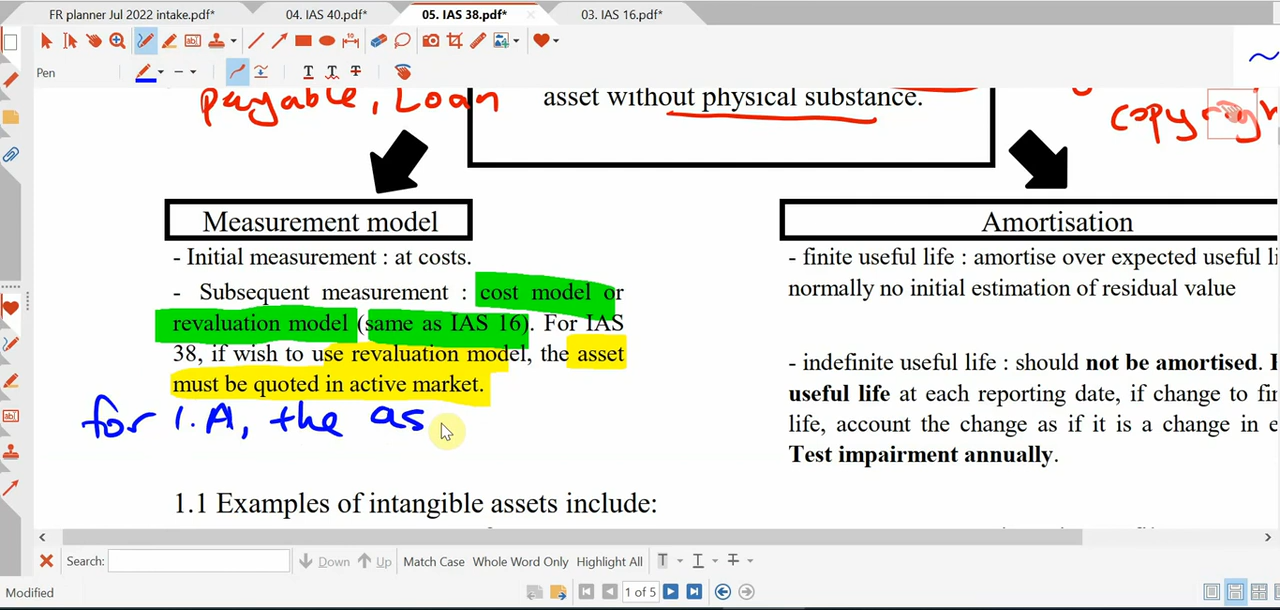 FR planner Jul 2022 intake.pdf*
04. IAS 40.pdf*
05. IAS 38.pdf*
03. IAS 16.pdf*
Pen
payable, Loan
asset without physical substance.
Measurement model
- Initial measurement : at costs.
- Subsequent measurement : cost model or
revaluation model (same as IAS 16). For IAS
38, if wish to use revaluation model, the asset
must be quoted in active market.
for I.A, the as
Amortisation
- finite useful life : amortise over expected useful
normally no initial estimation of residual value
- indefinite useful life : should not be amortised.
useful life at each reporting date, if change to
life, account the change as if it is a change in
Test impairment annually.
1.1 Examples of intangible assets include:
Search:
Down
Up
Match Case
Whole Word Only
Highlight All
1 of 5
Modified